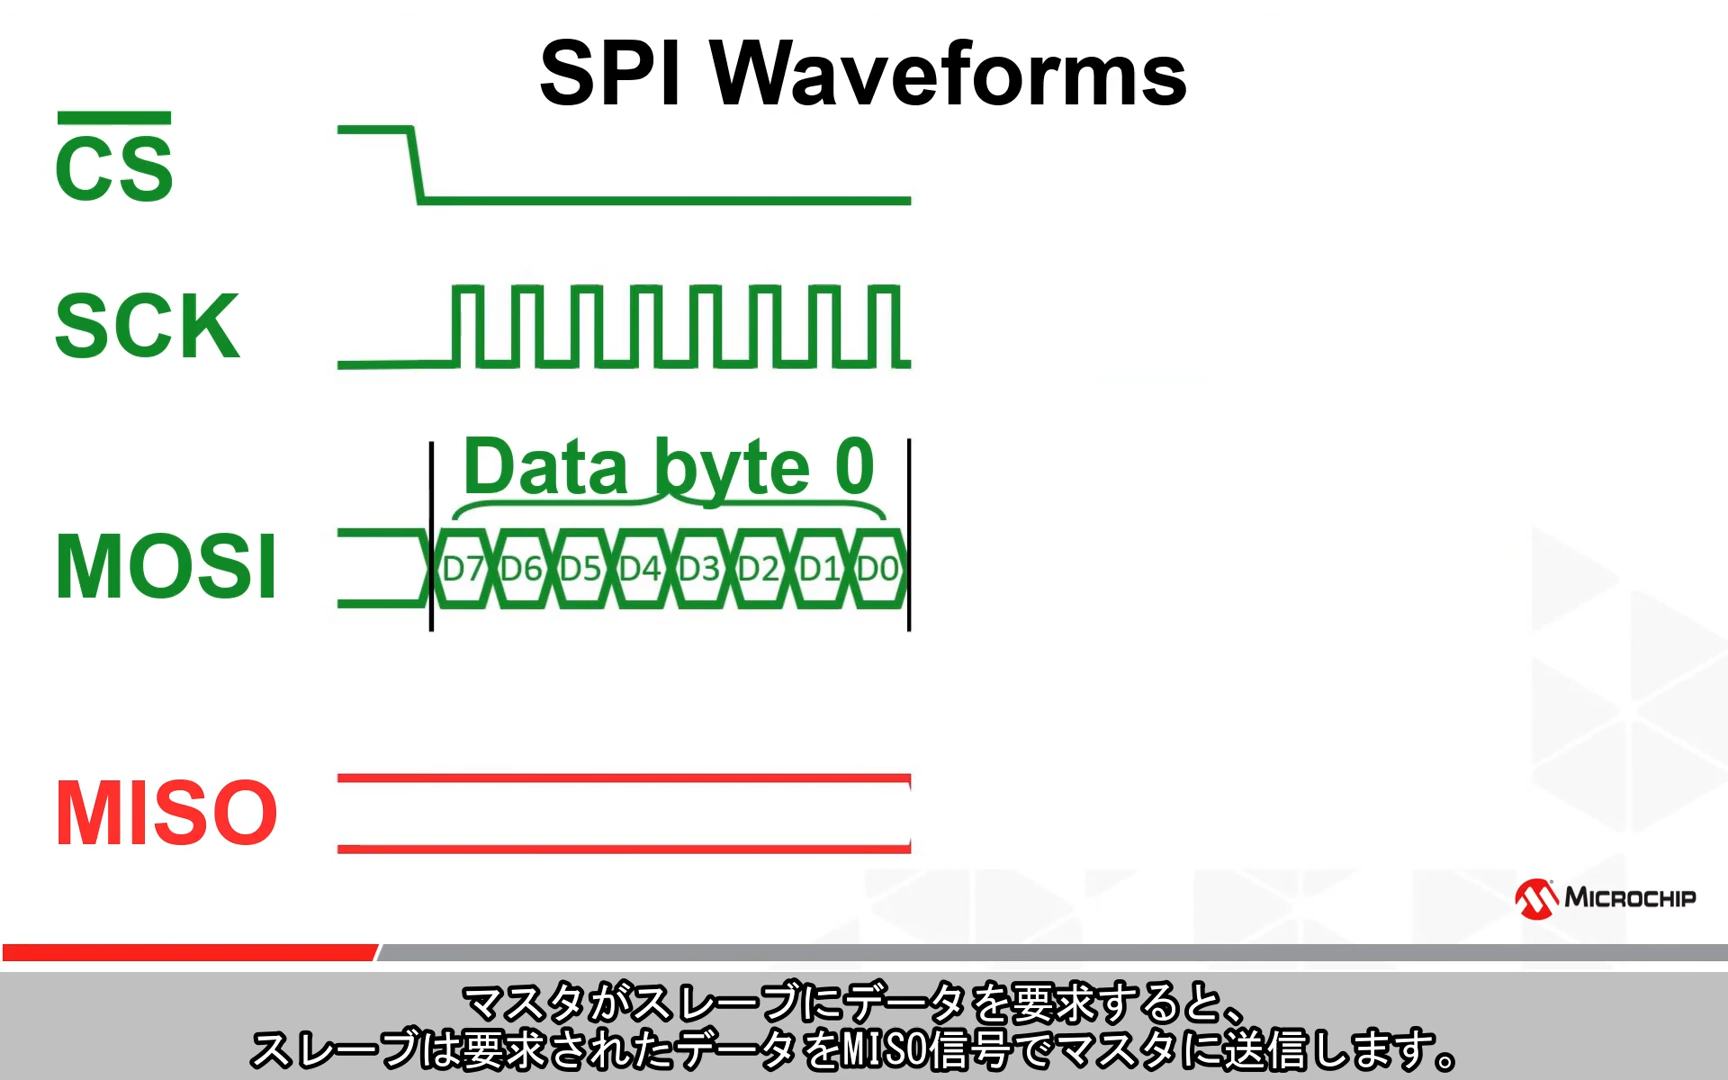 SPI Waveforms
CS
SCK
Data byte 0
MOSI
D7 D6 D5 D4 D3 D2 D1 D0
MISO
MICROCHIP
マスタがスレーブにデータを要求すると、
スレーブは要求されたデータをMISO信号でマスタに送信します。